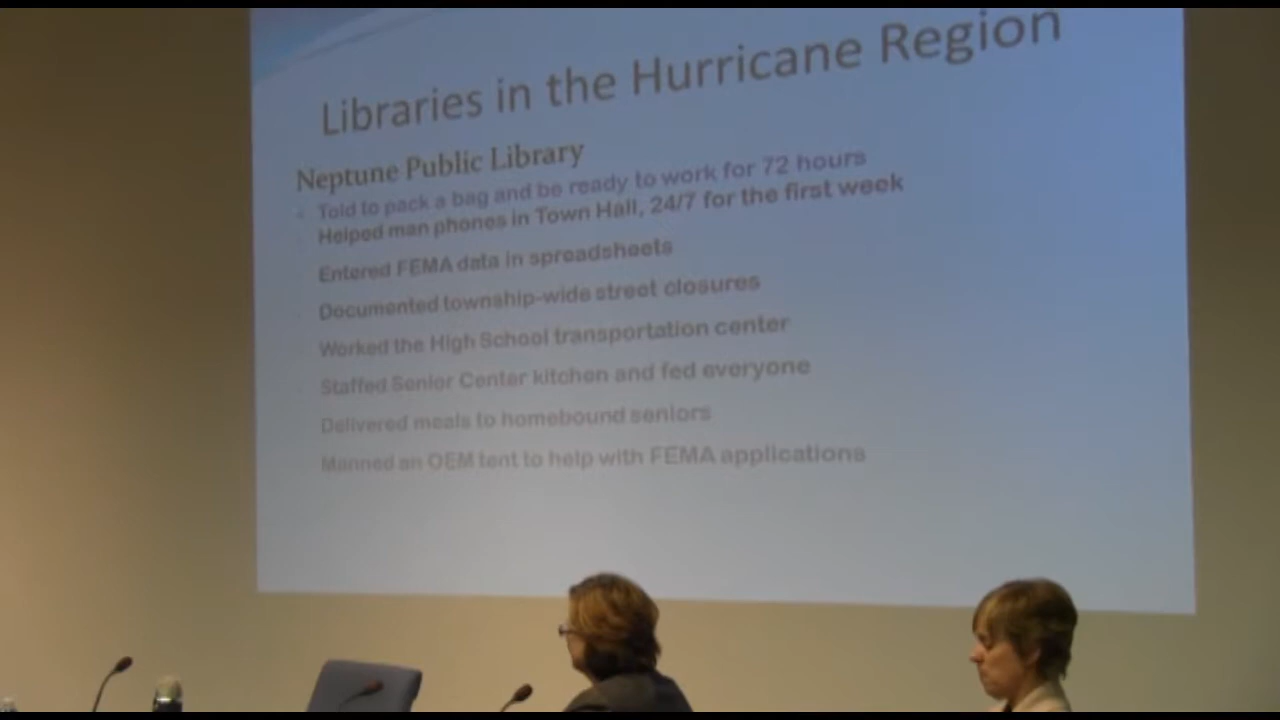 Libraries in the Hurricane Region
Neptune Public Library
Told to pack a bag and be ready to work for 72 hours
Helped man phones in Town Hall, 24/7 for the first week
Entered FEMA data in spreadsheets
Documented township-wide street closures
Worked the High School transportation center
Staffed Senior Center kitchen and fed everyone
Delivered meals to homebound seniors
Manned an OEM tent to help with FEMA applications